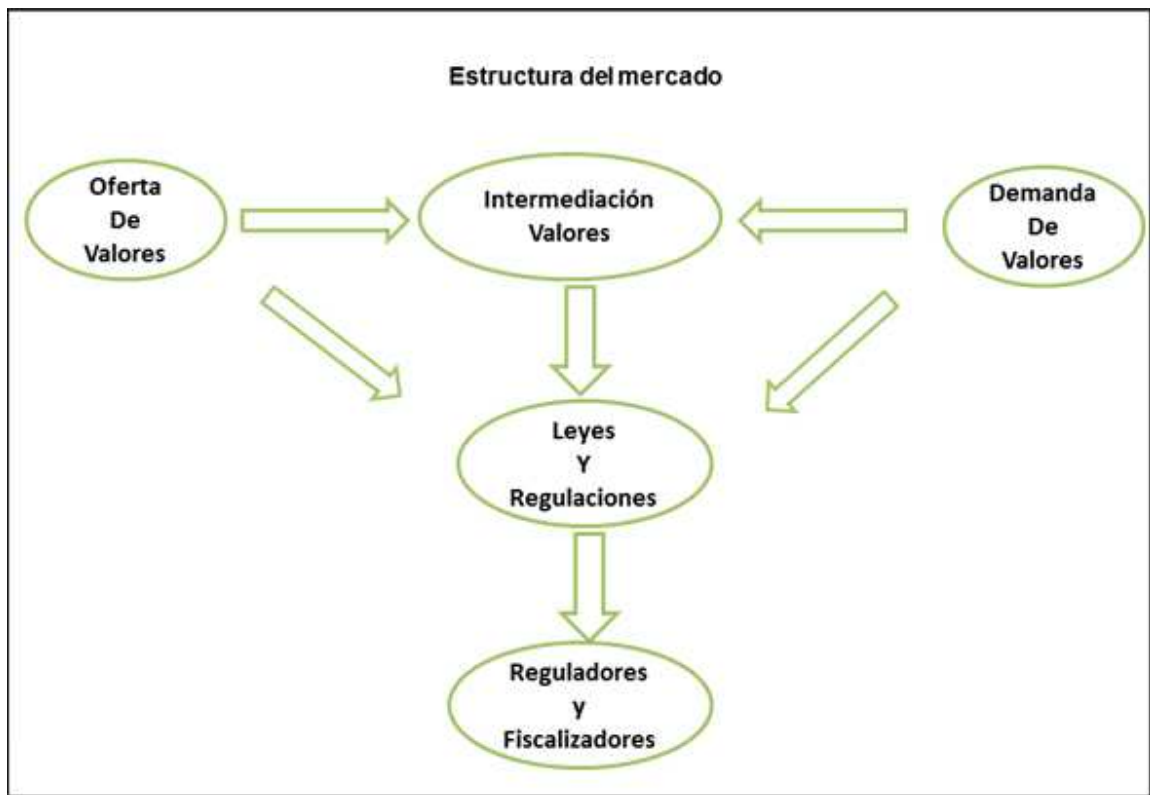 Estructura del mercado
Oferta
De
Valores
Intermediación
Valores
Demanda
De
Valores
Leyes
Y
Regulaciones
Reguladores
y
Fiscalizadores